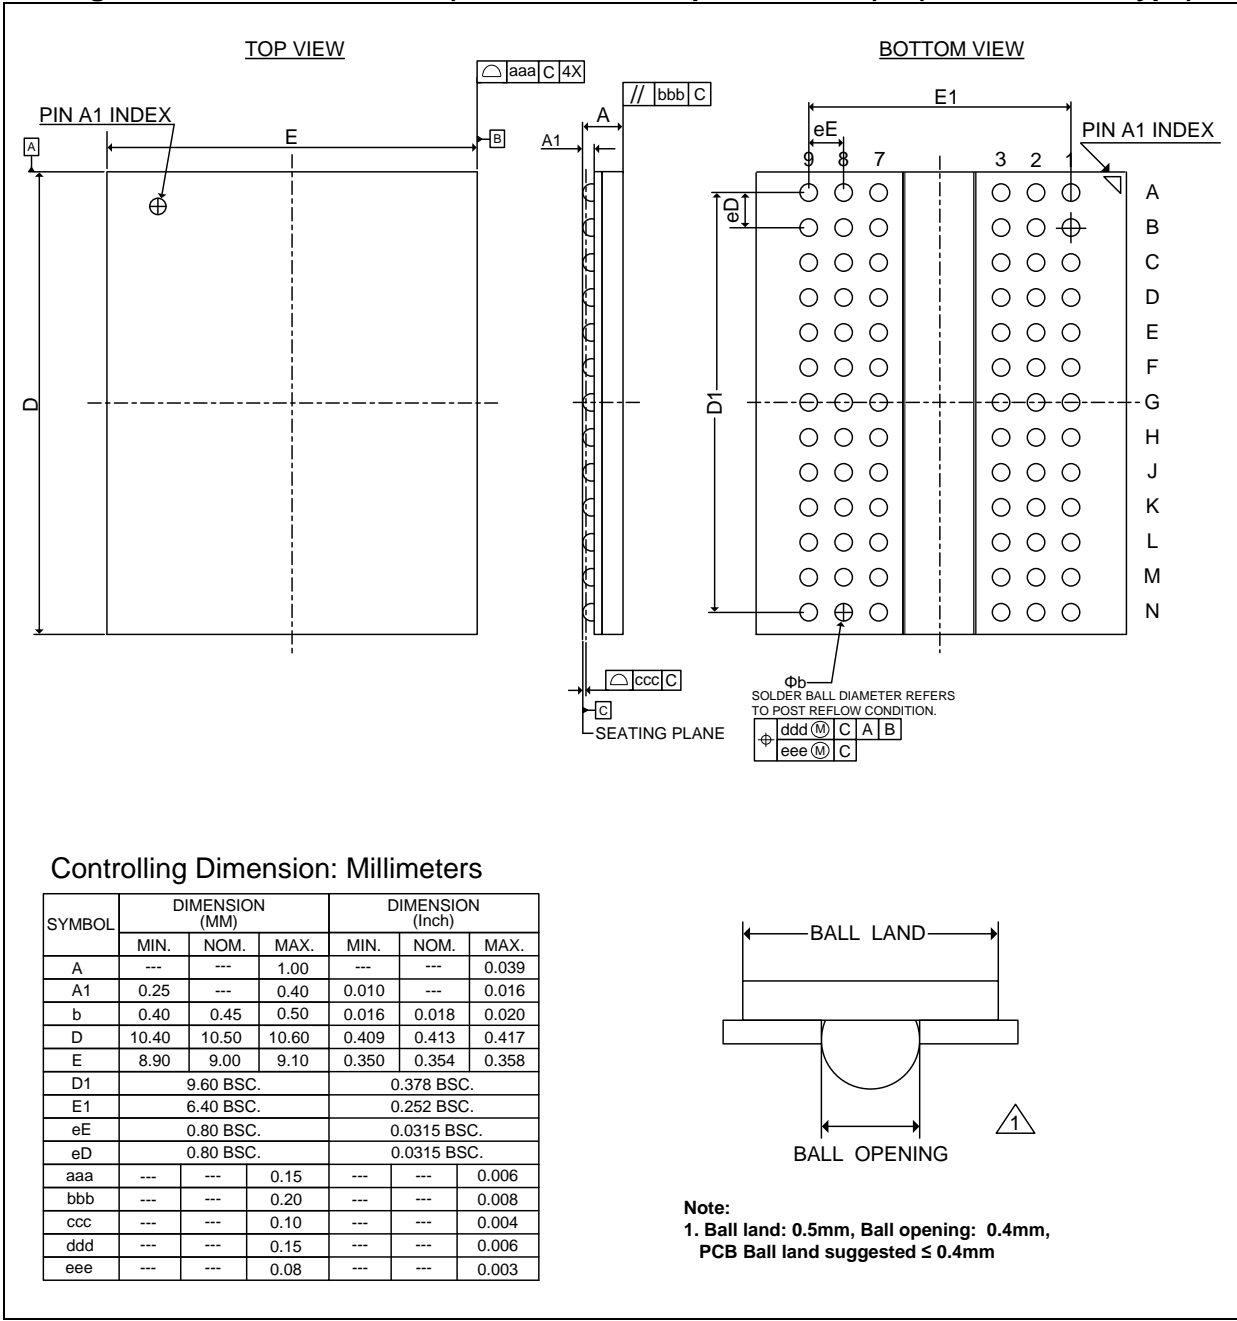 TOP VIEW
BOTTOM VIEW
aaa C 4X
// bbb C
PIN A1 INDEX
A
E
B
A1
A
E1
eE
PIN A1 INDEX
9 8 7 3 2 1
eD
D
D1
A
B
C
D
E
F
G
H
J
K
L
M
N
ccc C
C
SEATING PLANE
Φb
SOLDER BALL DIAMETER REFERS
TO POST REFLOW CONDITION.
ddd Ⓜ C A B
eee Ⓜ C
Controlling Dimension: Millimeters
SYMBOL DIMENSION (MM) DIMENSION (Inch)
MIN. NOM. MAX. MIN. NOM. MAX.
A --- --- 1.00 --- --- 0.039
A1 0.25 --- 0.40 0.010 --- 0.016
b 0.40 0.45 0.50 0.016 0.018 0.020
D 10.40 10.50 10.60 0.409 0.413 0.417
E 8.90 9.00 9.10 0.350 0.354 0.358
D1 9.60 BSC. 0.378 BSC.
E1 6.40 BSC. 0.252 BSC.
eE 0.80 BSC. 0.0315 BSC.
eD 0.80 BSC. 0.0315 BSC.
aaa --- --- 0.15 --- --- 0.006
bbb --- --- 0.20 --- --- 0.008
ccc --- --- 0.10 --- --- 0.004
ddd --- --- 0.15 --- --- 0.006
eee --- --- 0.08 --- --- 0.003
BALL LAND
1
BALL OPENING
Note:
1. Ball land: 0.5mm, Ball opening: 0.4mm,
PCB Ball land suggested ≤ 0.4mm